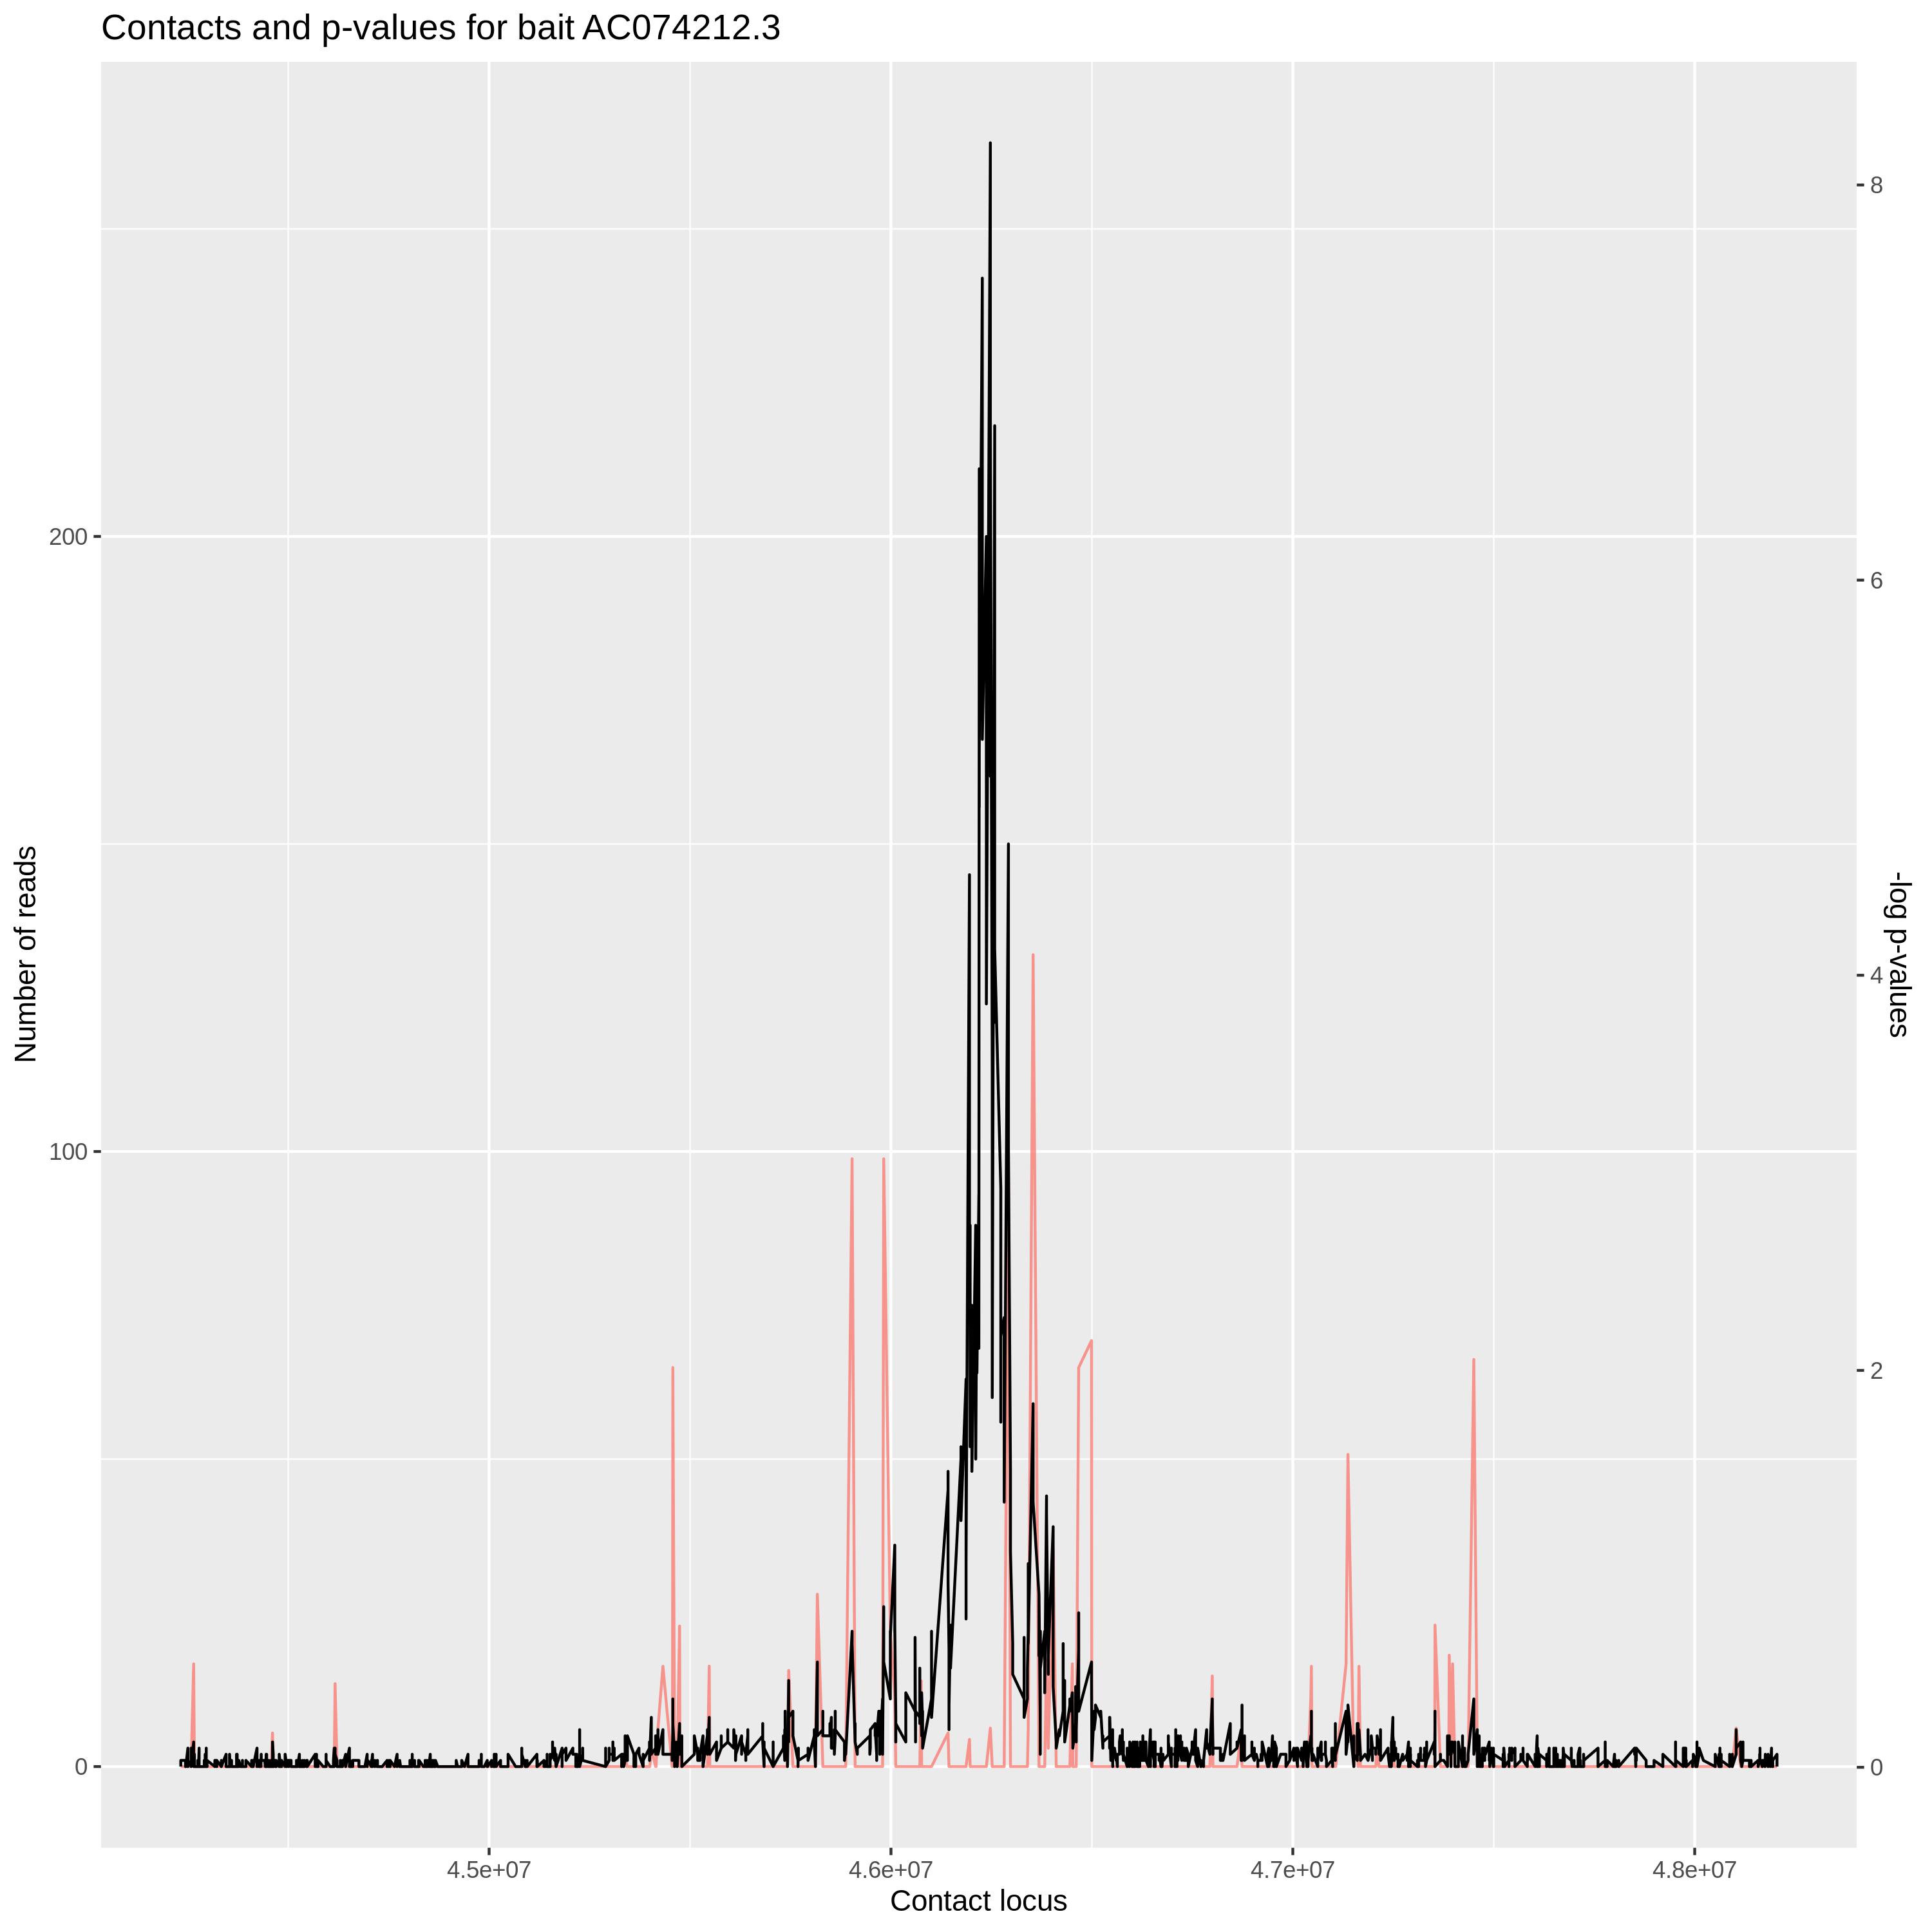 Contacts and p-values for bait AC074212.3
8
200
6
Number of reads
-log p-values
4
100
2
0
0
4.5e+07
4.6e+07
4.7e+07
4.8e+07
Contact locus